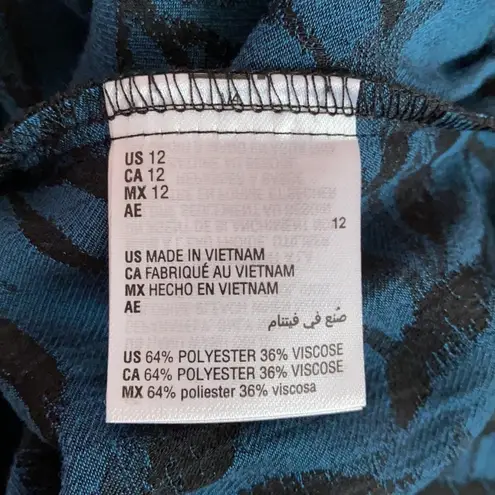 US 12
CA 12
MX 12
AE
12
US MADE IN VIETNAM
CA FABRIQUÉ AU VIETNAM
MX HECHO EN VIETNAM
AE
صُنع في فيتنام
US 64% POLYESTER 36% VISCOSE
CA 64% POLYESTER 36% VISCOSE
MX 64% poliester 36% viscosa